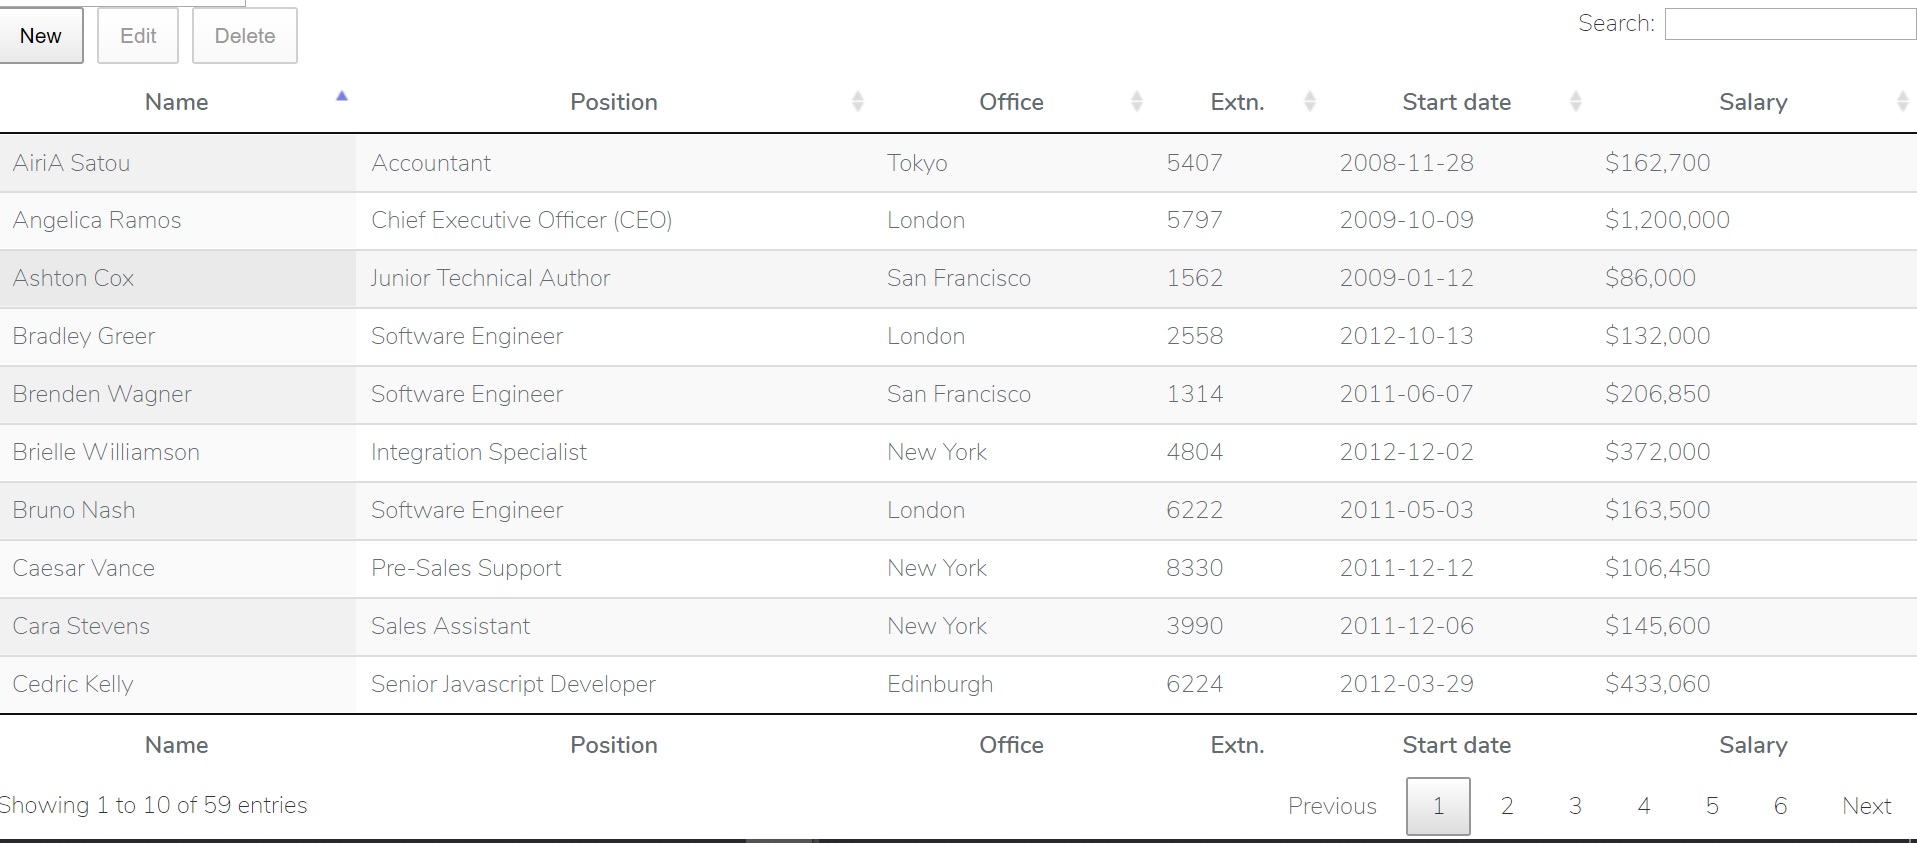 New Edit Delete Search:
Name Position Office Extn. Start date Salary
AiriA Satou Accountant Tokyo 5407 2008-11-28 $162,700
Angelica Ramos Chief Executive Officer (CEO) London 5797 2009-10-09 $1,200,000
Ashton Cox Junior Technical Author San Francisco 1562 2009-01-12 $86,000
Bradley Greer Software Engineer London 2558 2012-10-13 $132,000
Brenden Wagner Software Engineer San Francisco 1314 2011-06-07 $206,850
Brielle Williamson Integration Specialist New York 4804 2012-12-02 $372,000
Bruno Nash Software Engineer London 6222 2011-05-03 $163,500
Caesar Vance Pre-Sales Support New York 8330 2011-12-12 $106,450
Cara Stevens Sales Assistant New York 3990 2011-12-06 $145,600
Cedric Kelly Senior Javascript Developer Edinburgh 6224 2012-03-29 $433,060
Name Position Office Extn. Start date Salary
Showing 1 to 10 of 59 entries Previous 1 2 3 4 5 6 Next